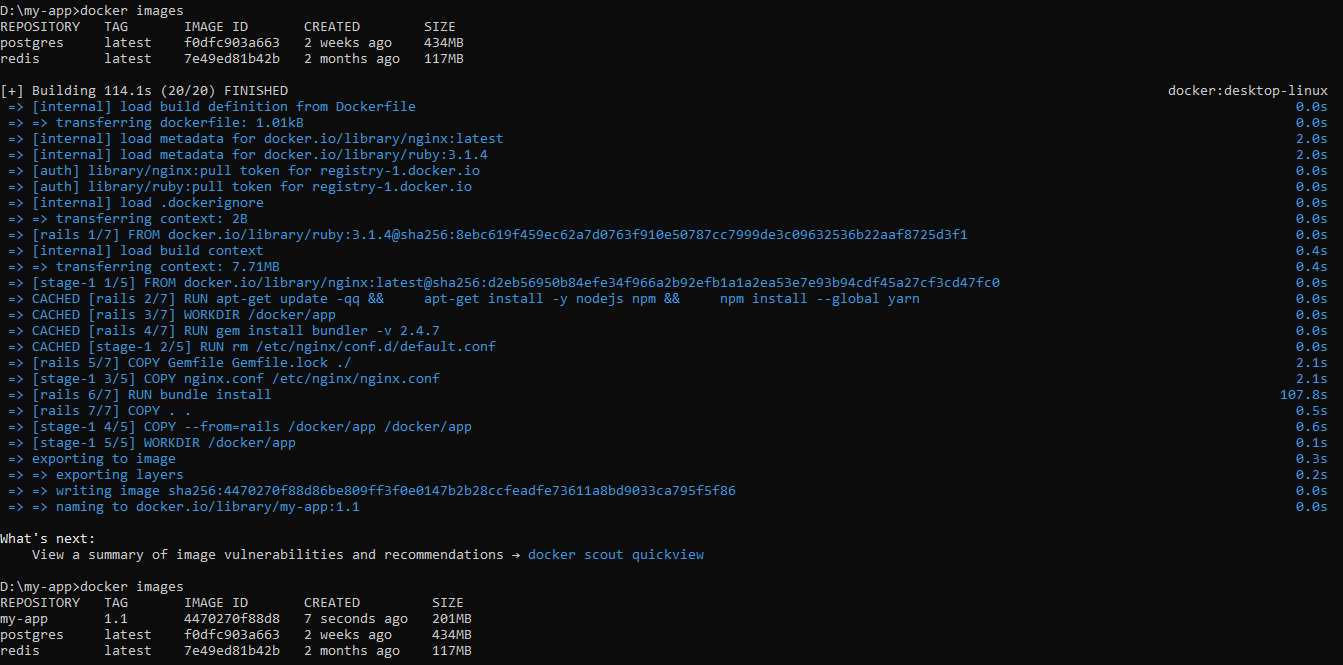 D:\my-app>docker images
REPOSITORY   TAG       IMAGE ID       CREATED        SIZE
postgres     latest    f0dfc903a663   2 weeks ago    434MB
redis        latest    7e49ed81b42b   2 months ago   117MB
[+] Building 114.1s (20/20) FINISHED docker:desktop-linux
=> [internal] load build definition from Dockerfile 0.0s
=> => transferring dockerfile: 1.01kB 0.0s
=> [internal] load metadata for docker.io/library/nginx:latest 2.0s
=> [internal] load metadata for docker.io/library/ruby:3.1.4 2.0s
=> [auth] library/nginx:pull token for registry-1.docker.io 0.0s
=> [auth] library/ruby:pull token for registry-1.docker.io 0.0s
=> [internal] load .dockerignore 0.0s
=> => transferring context: 2B 0.0s
=> [rails 1/7] FROM docker.io/library/ruby:3.1.4@sha256:8ebc619f459ec62a7d0763f910e50787cc7999de3c09632536b22aaf8725d3f1 0.0s
=> [internal] load build context 0.4s
=> => transferring context: 7.71MB 0.4s
=> [stage-1 1/5] FROM docker.io/library/nginx:latest@sha256:d2eb56950b84efe34f966a2b92efb1a1a2ea53e7e93b94cdf45a27cf3cd47fc0 0.0s
=> CACHED [rails 2/7] RUN apt-get update -qq &&     apt-get install -y nodejs npm &&     npm install --global yarn 0.0s
=> CACHED [rails 3/7] WORKDIR /docker/app 0.0s
=> CACHED [rails 4/7] RUN gem install bundler -v 2.4.7 0.0s
=> CACHED [stage-1 2/5] RUN rm /etc/nginx/conf.d/default.conf 0.0s
=> [rails 5/7] COPY Gemfile Gemfile.lock ./ 2.1s
=> [stage-1 3/5] COPY nginx.conf /etc/nginx/nginx.conf 2.1s
=> [rails 6/7] RUN bundle install 107.8s
=> [rails 7/7] COPY . . 0.5s
=> [stage-1 4/5] COPY --from=rails /docker/app /docker/app 0.6s
=> [stage-1 5/5] WORKDIR /docker/app 0.1s
=> exporting to image 0.3s
=> => exporting layers 0.2s
=> => writing image sha256:4470270f88d86be809ff3f0e0147b2b28ccfeadfe73611a8bd9033ca795f5f86 0.0s
=> => naming to docker.io/library/my-app:1.1 0.0s
What's next:
    View a summary of image vulnerabilities and recommendations → docker scout quickview
D:\my-app>docker images
REPOSITORY   TAG       IMAGE ID       CREATED         SIZE
my-app       1.1       4470270f88d8   7 seconds ago   201MB
postgres     latest    f0dfc903a663   2 weeks ago     434MB
redis        latest    7e49ed81b42b   2 months ago    117MB